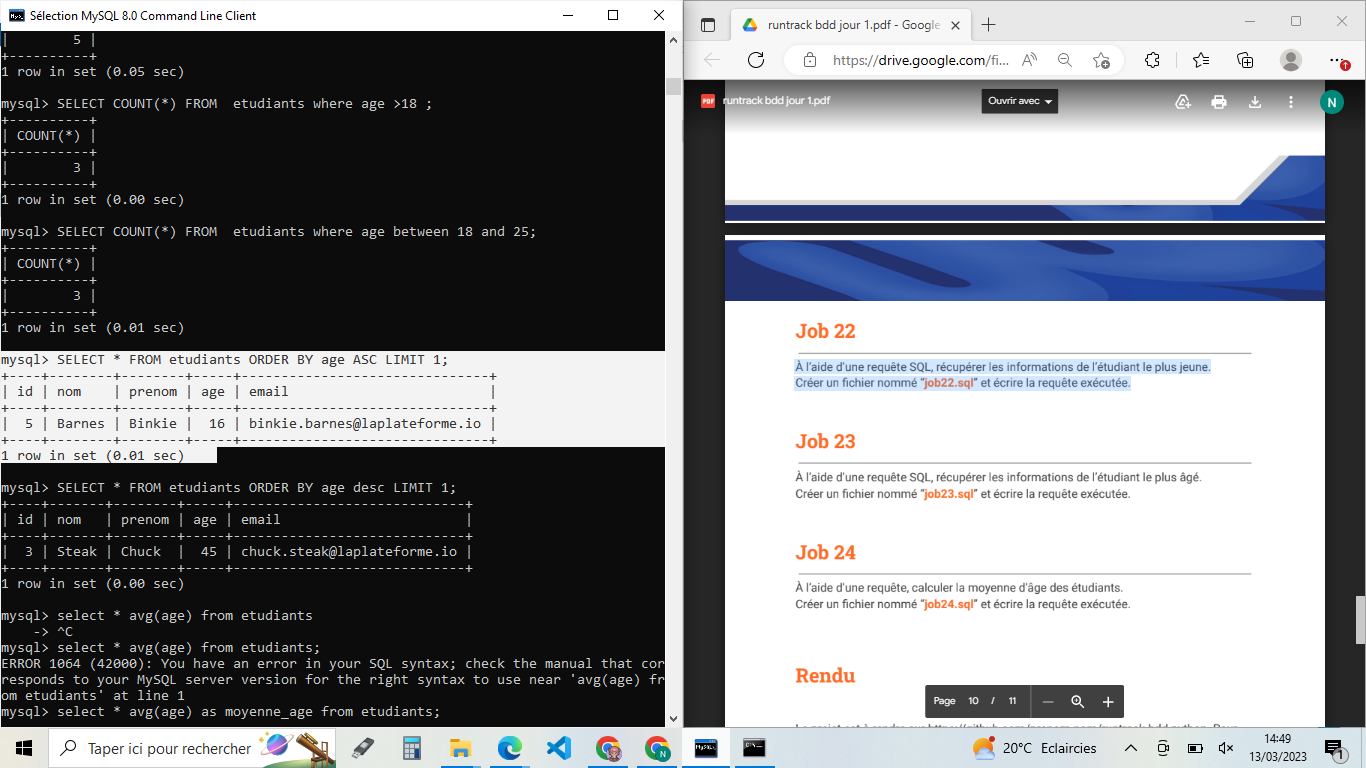 Sélection MySQL 8.0 Command Line Client
|        5 |
+----------+
1 row in set (0.05 sec)
mysql> SELECT COUNT(*) FROM  etudiants where age >18 ;
+----------+
| COUNT(*) |
+----------+
|        3 |
+----------+
1 row in set (0.00 sec)
mysql> SELECT COUNT(*) FROM  etudiants where age between 18 and 25;
+----------+
| COUNT(*) |
+----------+
|        3 |
+----------+
1 row in set (0.01 sec)
mysql> SELECT * FROM etudiants ORDER BY age ASC LIMIT 1;
+----+--------+--------+-----+-------------------------------+
| id | nom    | prenom | age | email                         |
+----+--------+--------+-----+-------------------------------+
|  5 | Barnes | Binkie |  16 | binkie.barnes@laplateforme.io |
+----+--------+--------+-----+-------------------------------+
1 row in set (0.01 sec)
mysql> SELECT * FROM etudiants ORDER BY age desc LIMIT 1;
+----+-------+--------+-----+-----------------------------+
| id | nom   | prenom | age | email                       |
+----+-------+--------+-----+-----------------------------+
|  3 | Steak | Chuck  |  45 | chuck.steak@laplateforme.io |
+----+-------+--------+-----+-----------------------------+
1 row in set (0.00 sec)
mysql> select * avg(age) from etudiants
    -> ^C
mysql> select * avg(age) from etudiants;
ERROR 1064 (42000): You have an error in your SQL syntax; check the manual that cor
responds to your MySQL server version for the right syntax to use near 'avg(age) fr
om etudiants' at line 1
mysql> select * avg(age) as moyenne_age from etudiants;
runtrack bdd jour 1.pdf - Google
https://drive.google.com/fi...
PDF runtrack bdd jour 1.pdf
Ouvrir avec
N
Job 22
À l'aide d'une requête SQL, récupérer les informations de l'étudiant le plus jeune.
Créer un fichier nommé “job22.sql” et écrire la requête exécutée.
Job 23
À l'aide d'une requête SQL, récupérer les informations de l'étudiant le plus âgé.
Créer un fichier nommé “job23.sql” et écrire la requête exécutée.
Job 24
À l'aide d'une requête, calculer la moyenne d'âge des étudiants.
Créer un fichier nommé “job24.sql” et écrire la requête exécutée.
Rendu
Page 10 / 11
Taper ici pour rechercher
N
20°C Eclaircies
14:49
13/03/2023
1